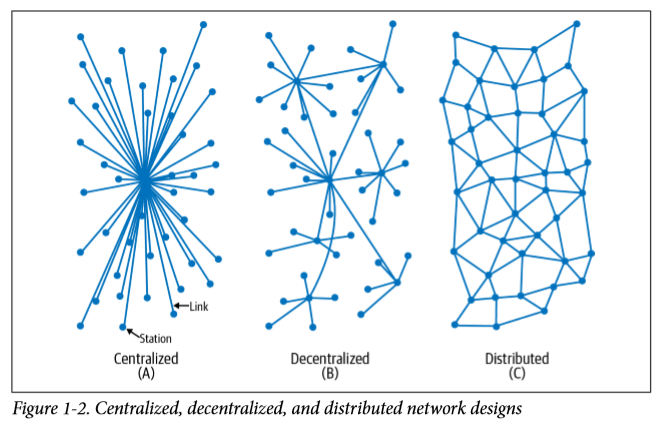 Link
Station
Centralized
(A)
Decentralized
(B)
Distributed
(C)
Figure 1-2. Centralized, decentralized, and distributed network designs